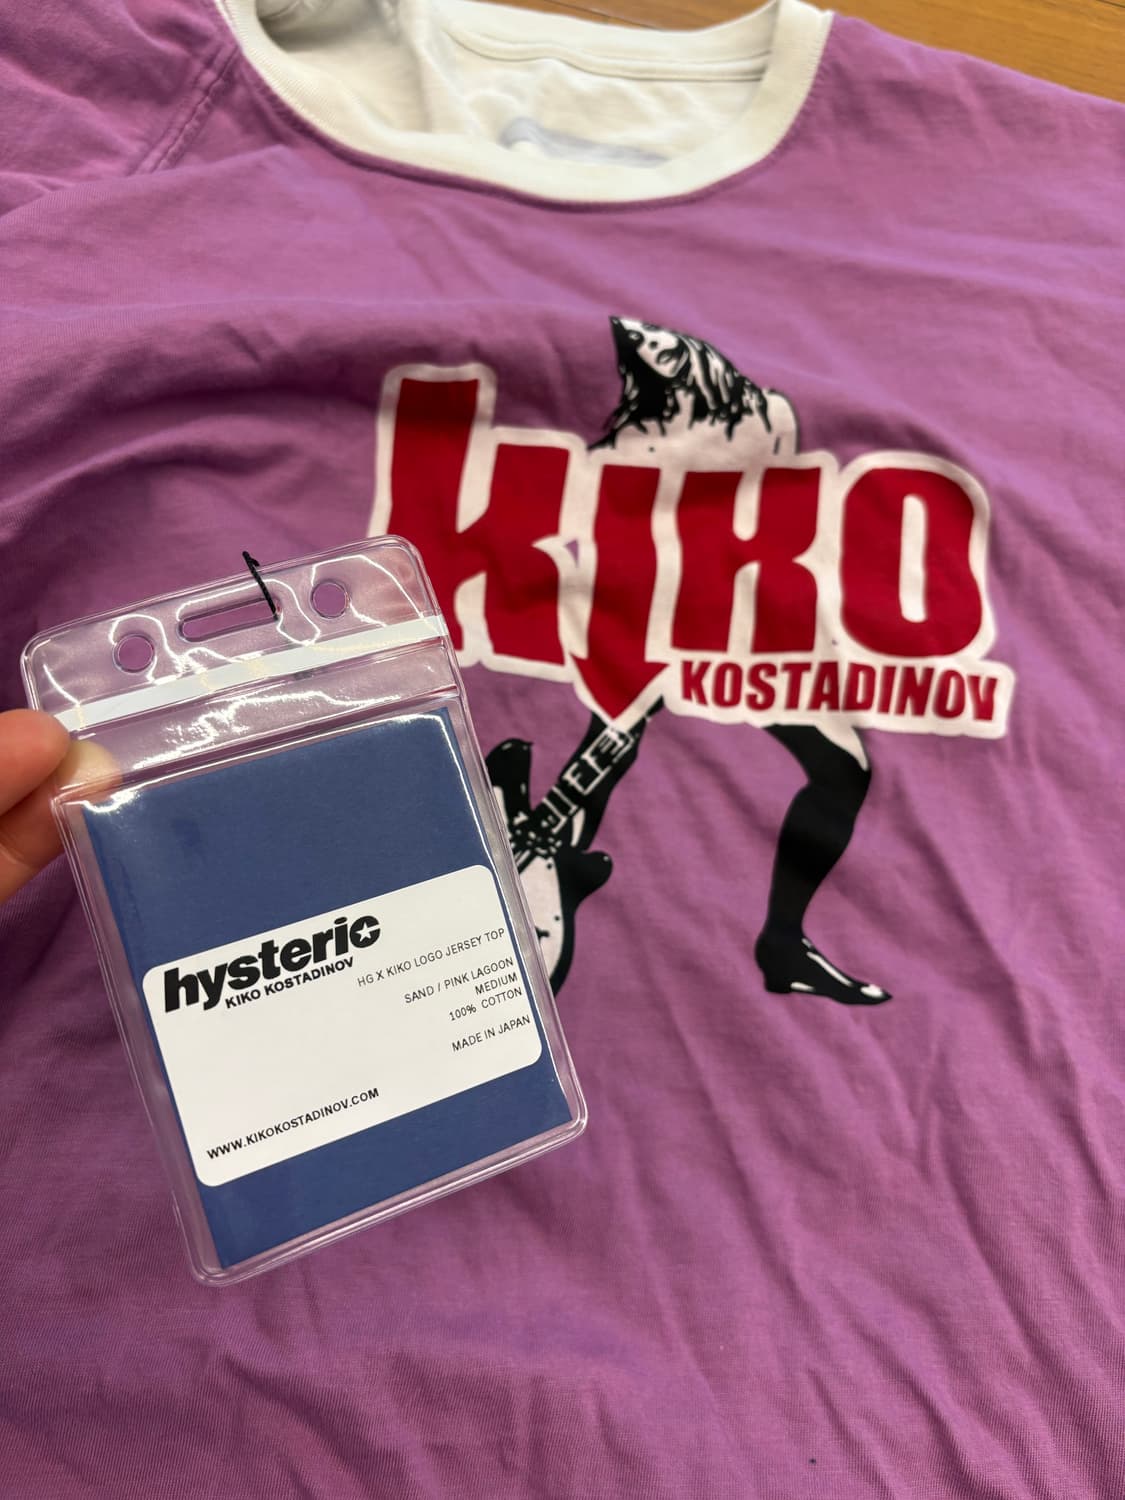 KIKO
KOSTADINOV
hysteric
KIKO KOSTADINOV
HG X KIKO LOGO JERSEY TOP
SAND / PINK LAGOON
MEDIUM
100% COTTON
MADE IN JAPAN
WWW.KIKOKOSTADINOV.COM